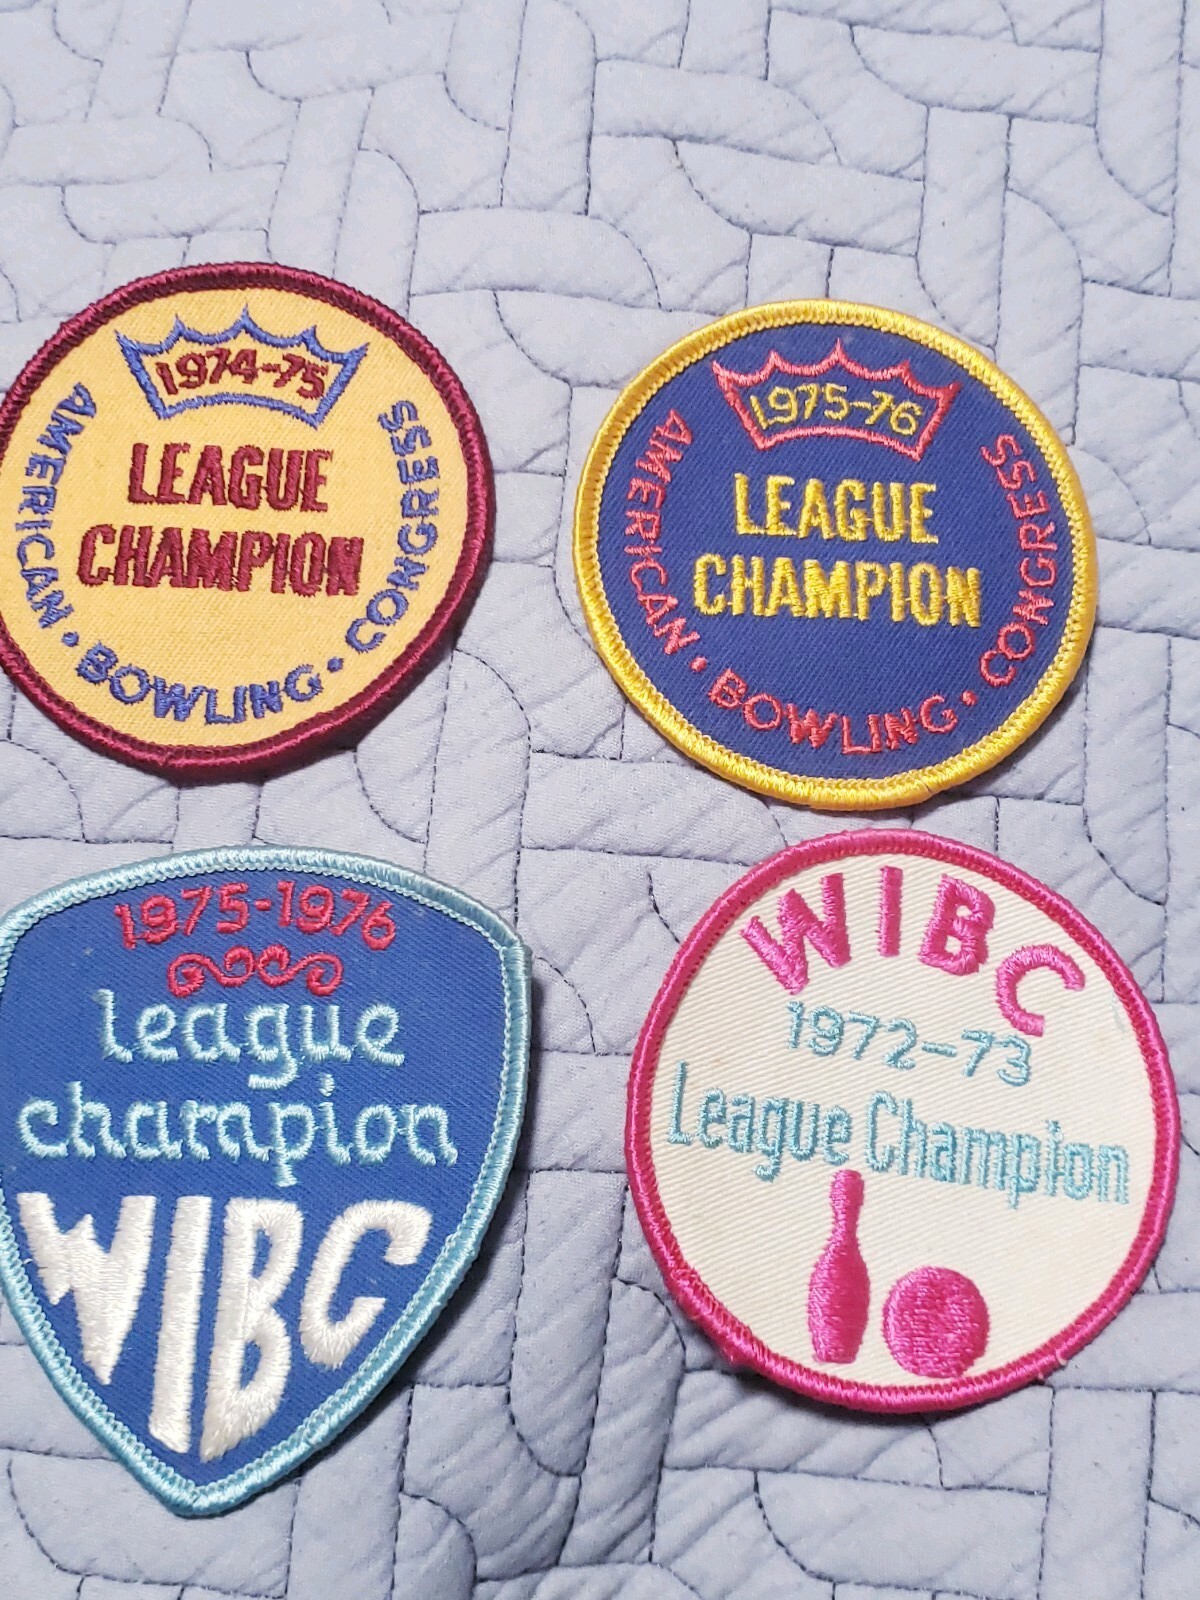 1974-75
LEAGUE
CHAMPION
AMERICAN • BOWLING • CONGRESS
1975-76
LEAGUE
CHAMPION
AMERICAN • BOWLING • CONGRESS
1975-1976
league
champion
WIBC
WIBC
1972-73
League Champion